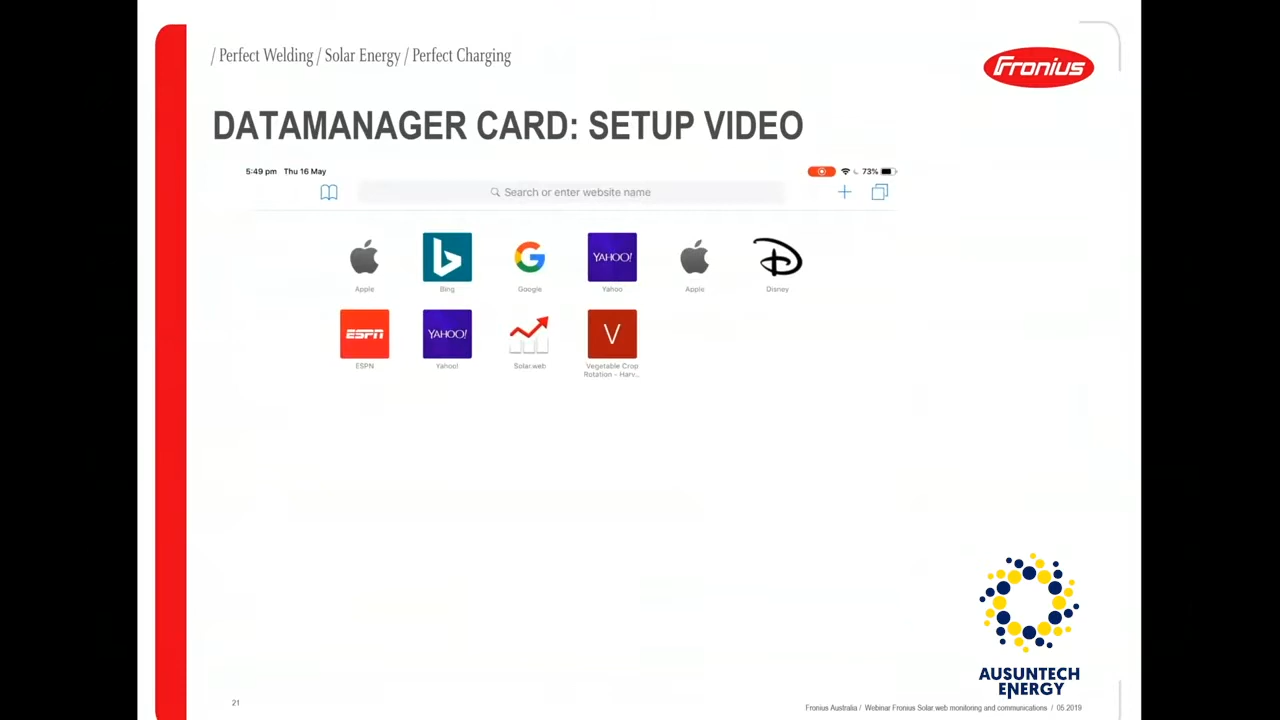 / Perfect Welding / Solar Energy / Perfect Charging
Fronius
DATAMANAGER CARD: SETUP VIDEO
5:49 pm Thu 16 May
73%
Search or enter website name
YAHOO!
Apple Bing Google Yahoo Apple Disney
ESPN YAHOO! V
ESPN Yahoo! Solar.web Vegetable Crop
Rotation - Harv...
AUSUNTECH
ENERGY
21
Fronius Australia / Webinar Fronius Solar web monitoring and communications / 05.2019